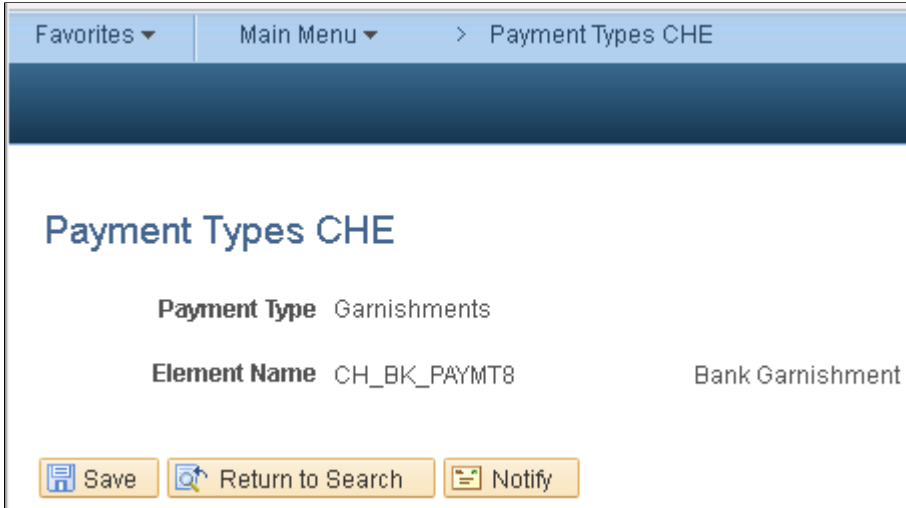 Favorites Main Menu > Payment Types CHE
Payment Types CHE
Payment Type Garnishments
Element Name CH_BK_PAYMT8 Bank Garnishment
Save Return to Search Notify